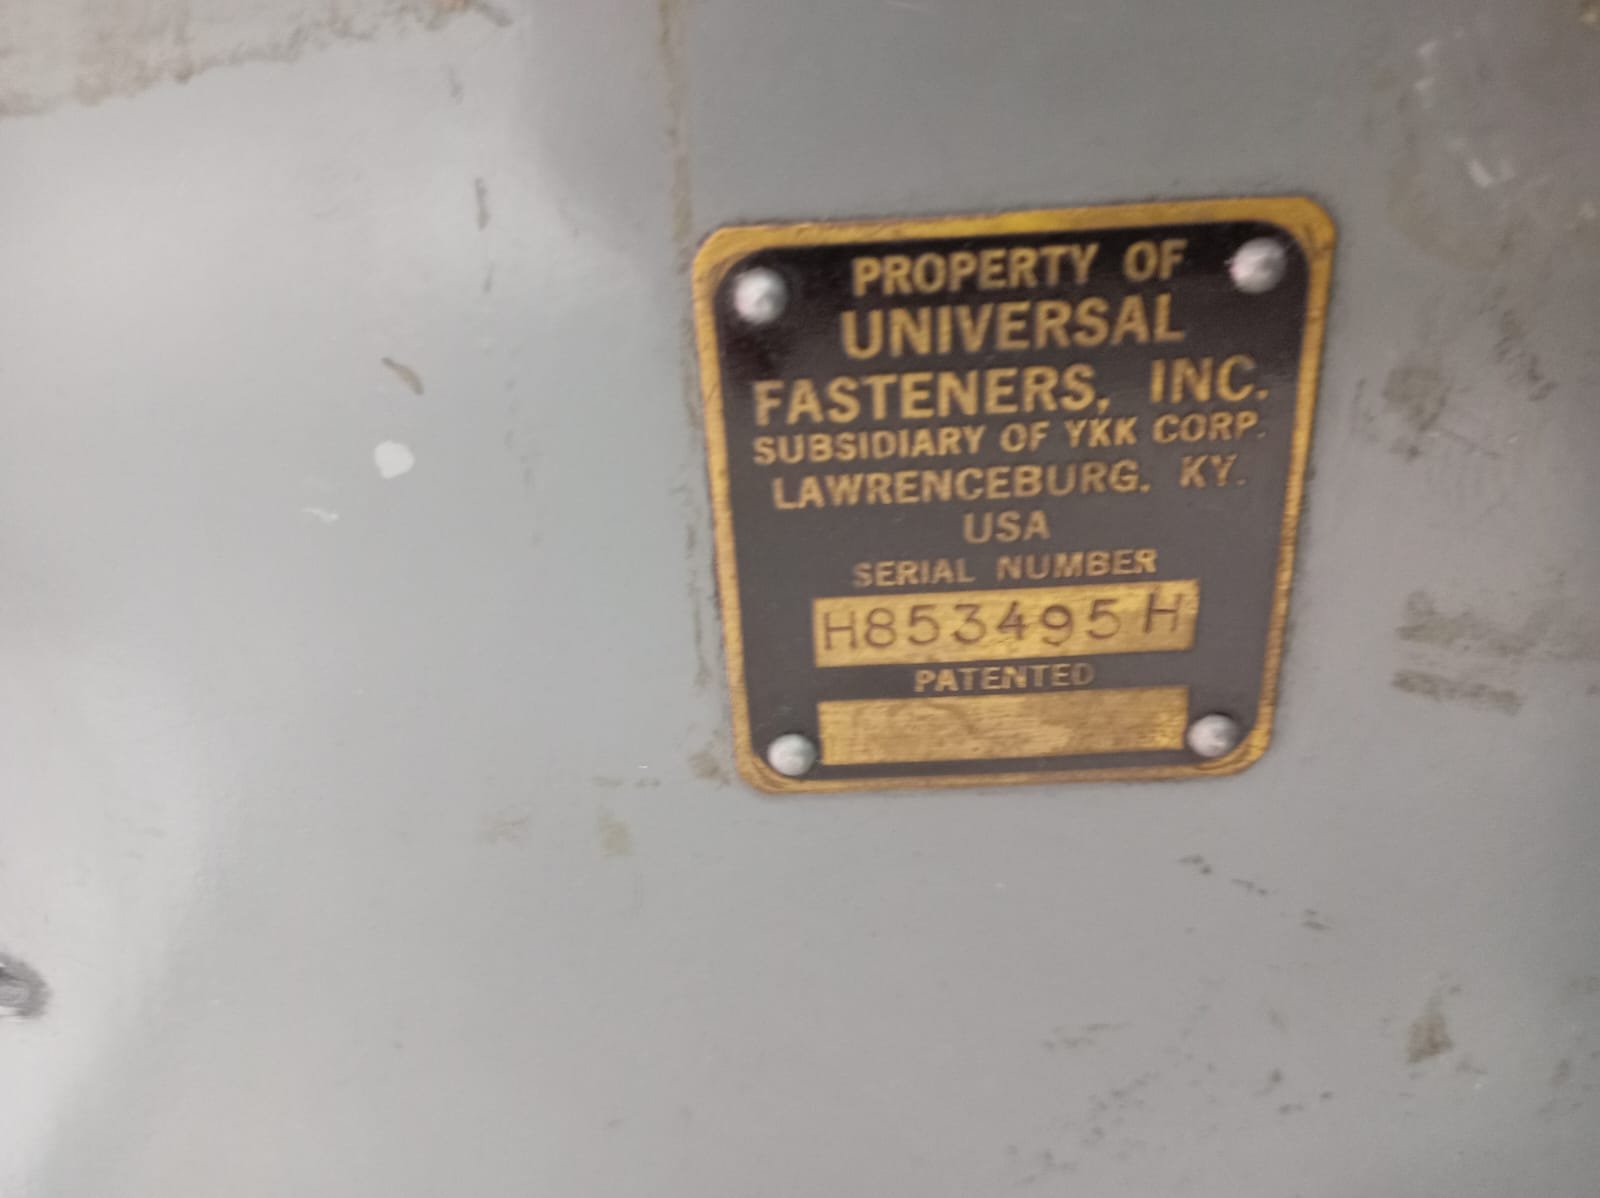 PROPERTY OF
UNIVERSAL
FASTENERS, INC.
SUBSIDIARY OF YKK CORP.
LAWRENCEBURG, KY.
USA
SERIAL NUMBER
H853495H
PATENTED